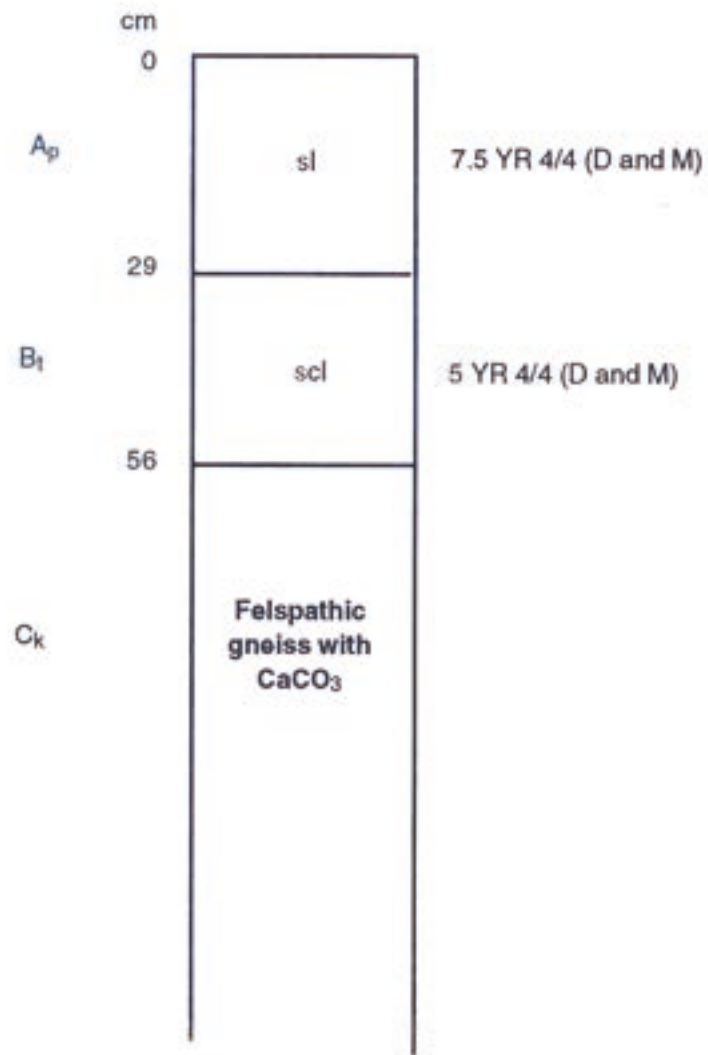 cm
0
Ap sl 7.5 YR 4/4 (D and M)
29
Bt scl 5 YR 4/4 (D and M)
56
Felspathic
Ck gneiss with
CaCO3